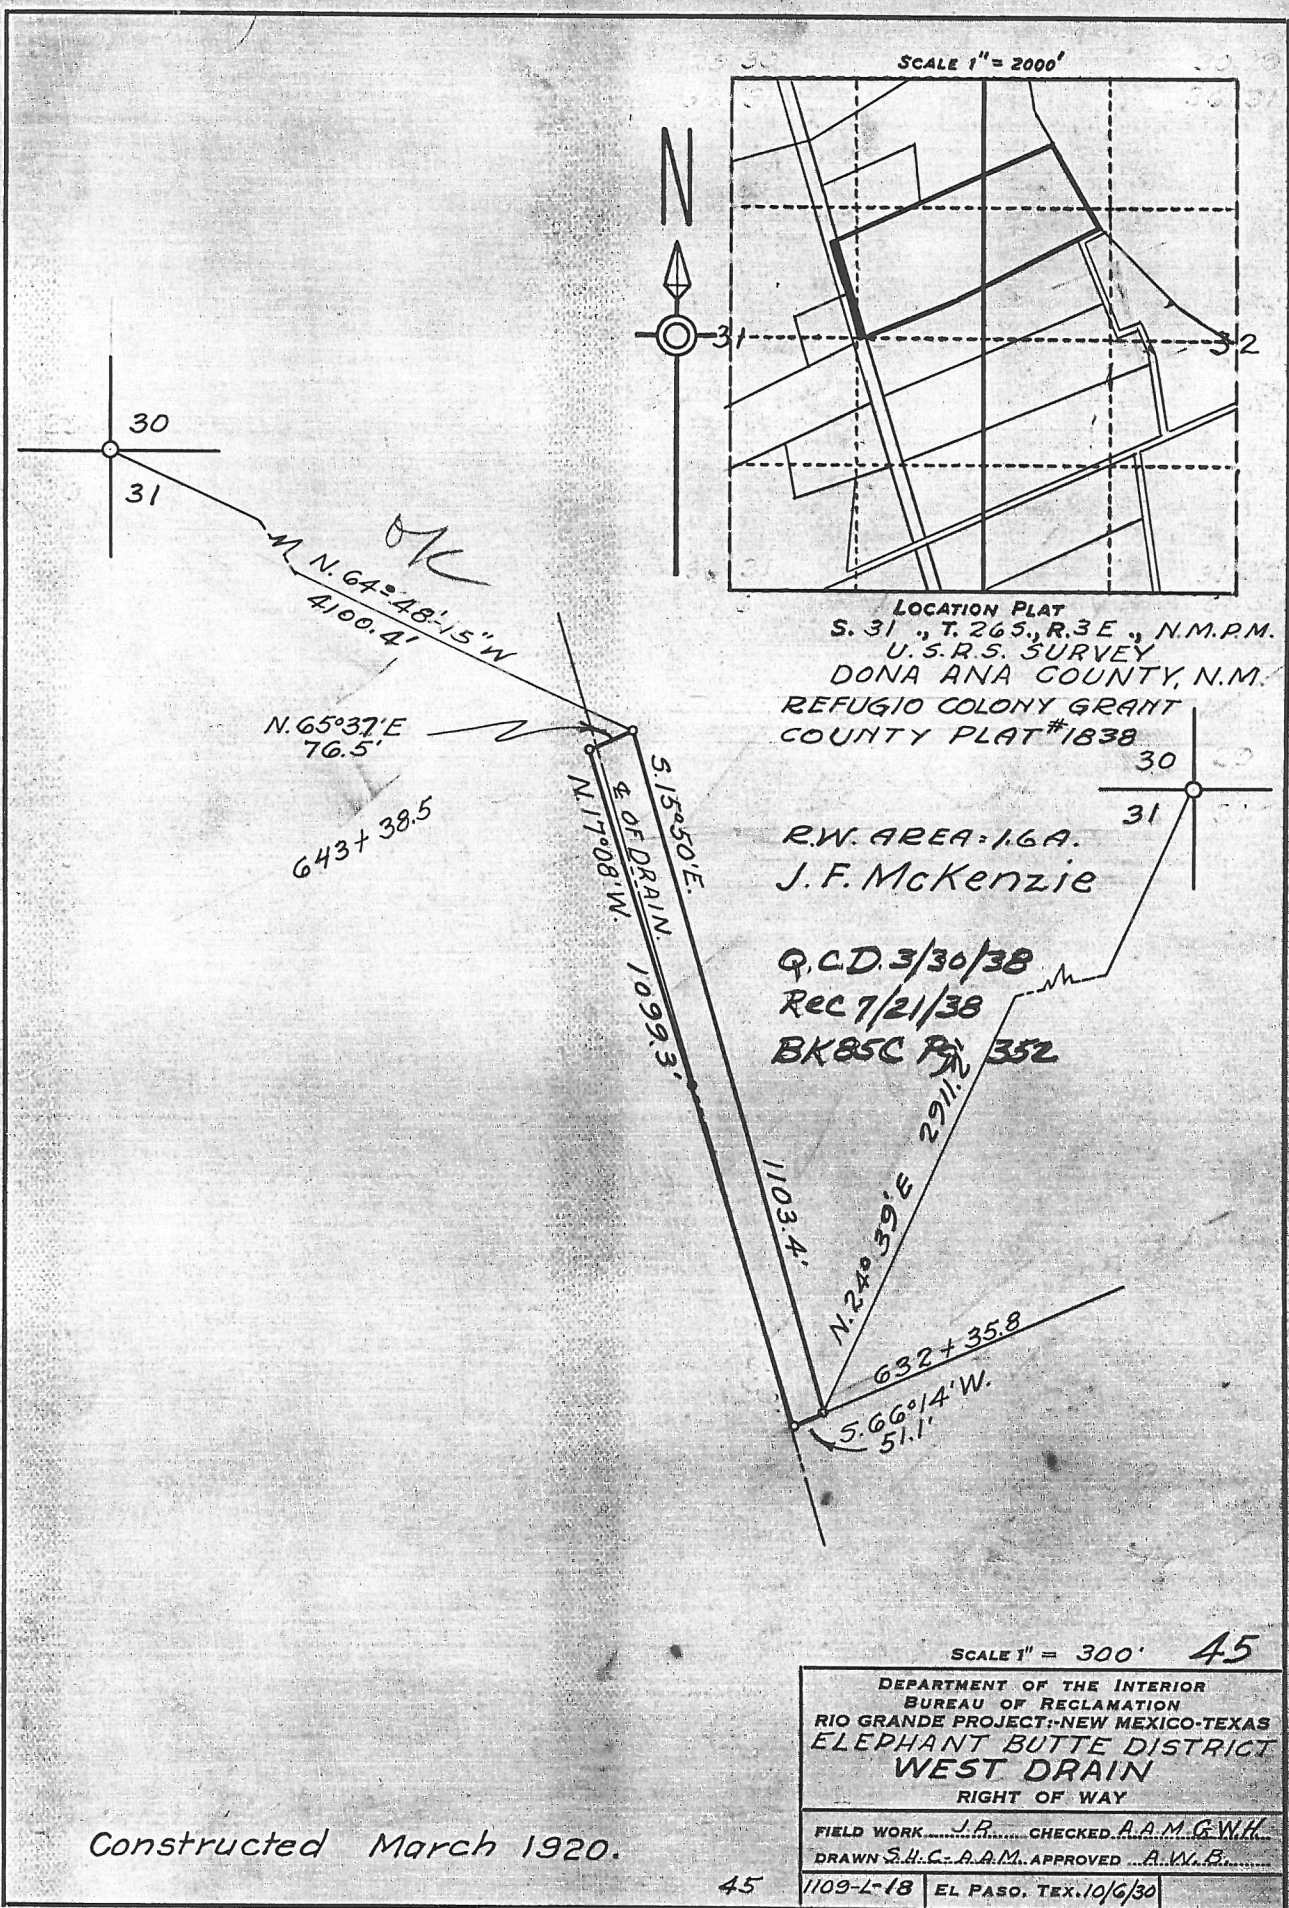 SCALE 1" = 2000'
N
31
32
LOCATION PLAT
S. 31 ., T. 26S., R. 3 E ., N.M.P.M.
U.S.R.S. SURVEY
DONA ANA COUNTY, N.M.
REFUGIO COLONY GRANT
COUNTY PLAT #1838
30
31
OK
N. 64°-48'-15" W
4100.4'
N. 65°37'E
76.5'
643 + 38.5
℄ OF DRAIN.
N. 17°08' W. 1099.3'
S. 15°50' E. 1103.4'
30
31
R.W. AREA = 1.6 A.
J. F. McKenzie
Q.C.D. 3/30/38
Rec 7/21/38
BK 85C Pg. 352
N. 24° 39' E 2911.2'
632 + 35.8
S. 66°14' W.
51.1'
SCALE 1" = 300' 45
DEPARTMENT OF THE INTERIOR
BUREAU OF RECLAMATION
RIO GRANDE PROJECT:-NEW MEXICO-TEXAS
ELEPHANT BUTTE DISTRICT
WEST DRAIN
RIGHT OF WAY
FIELD WORK J.R. CHECKED A.A.M. G.W.H.
DRAWN S.H.C.-A.A.M. APPROVED A.W.B.
1109-L-18 EL PASO, TEX. 10/6/30
Constructed March 1920.
45